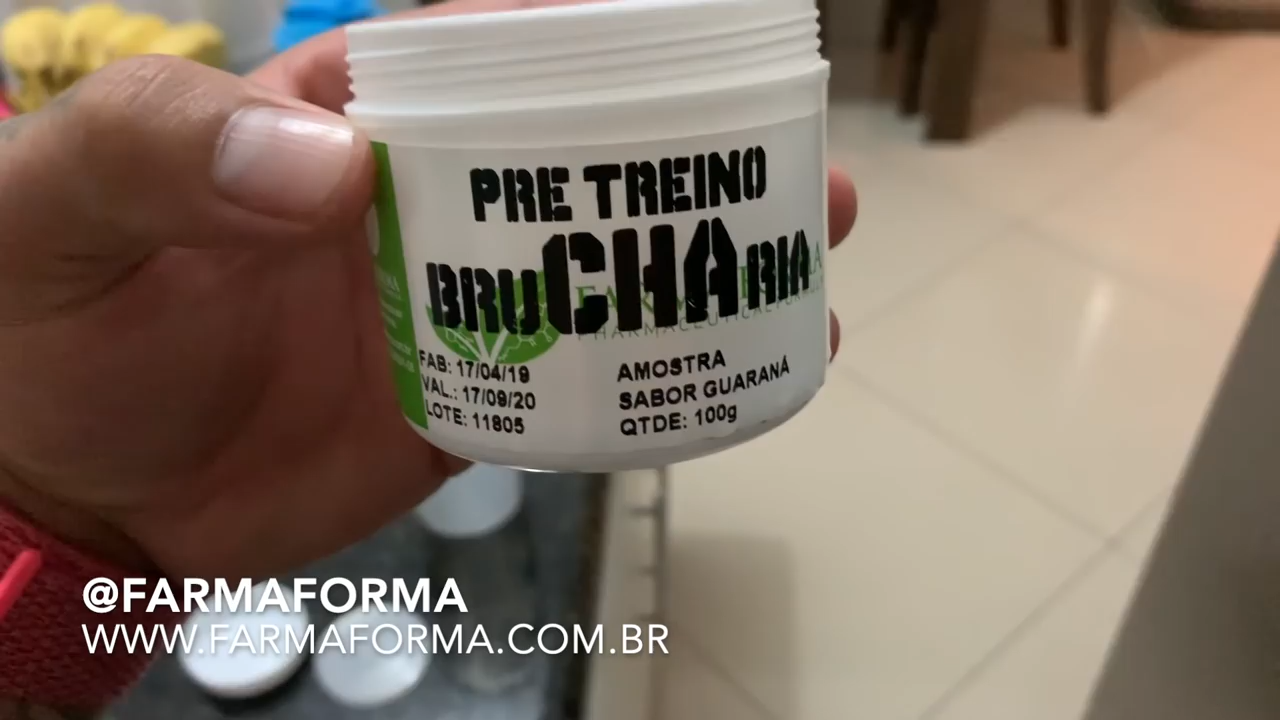 PRE TREINO
BRUCHARIA
PHARMACEUTICAL
FAB: 17/04/19
VAL.: 17/09/20
LOTE: 11805
AMOSTRA
SABOR GUARANÁ
QTDE: 100g
@FARMAFORMA
WWW.FARMAFORMA.COM.BR